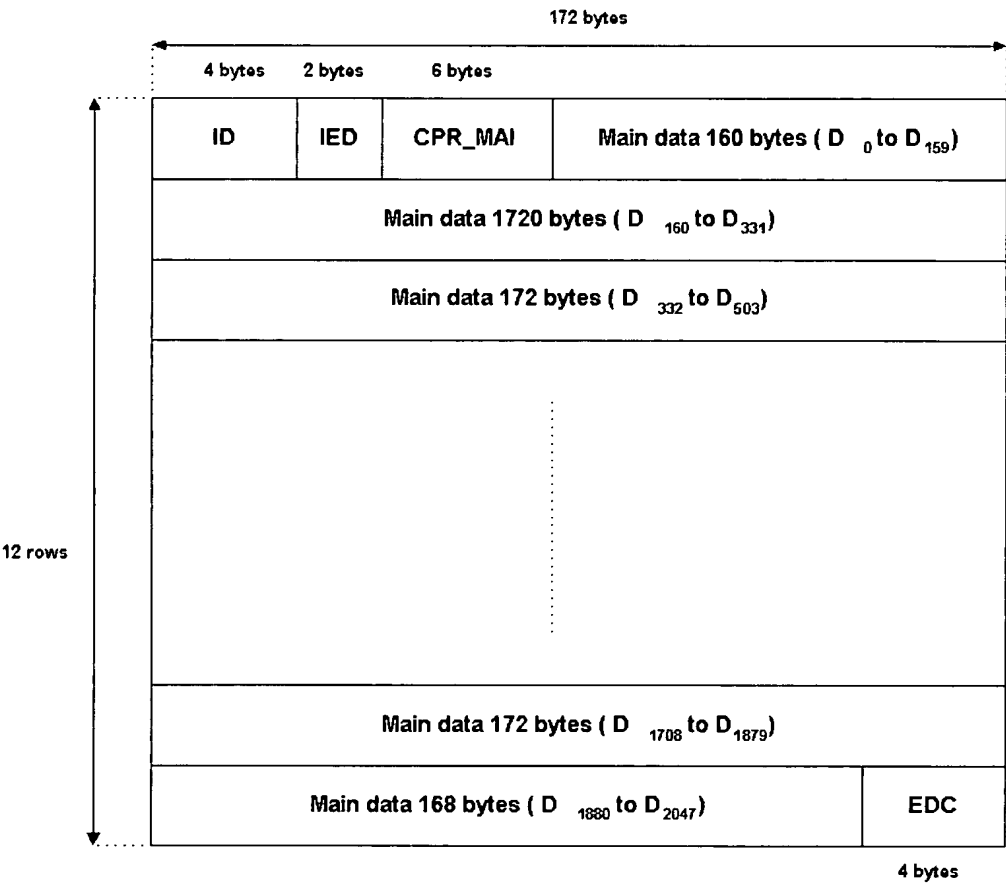 172 bytes
4 bytes 2 bytes 6 bytes
ID IED CPR_MAI Main data 160 bytes ( D 0 to D 159)
Main data 1720 bytes ( D 160 to D 331)
Main data 172 bytes ( D 332 to D 503)
12 rows
Main data 172 bytes ( D 1708 to D 1879)
Main data 168 bytes ( D 1880 to D 2047) EDC
4 bytes